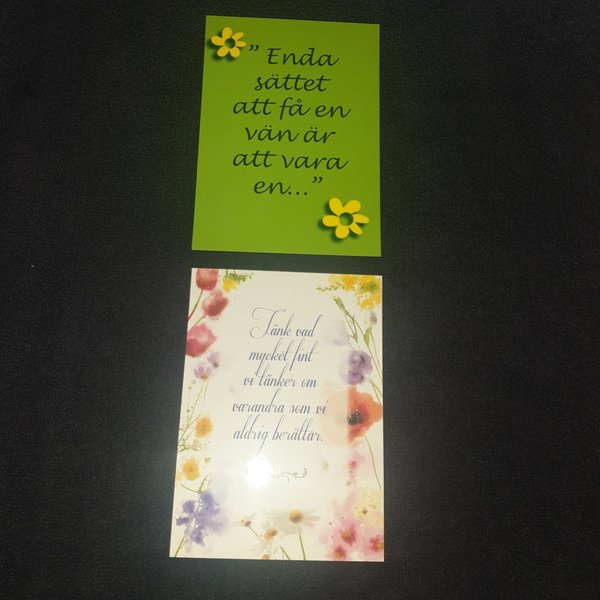 ” Enda
sättet
att få en
vän är
att vara
en...”
Tänk vad
mycket fint
vi tänker om
varandra som vi
aldrig berättar.